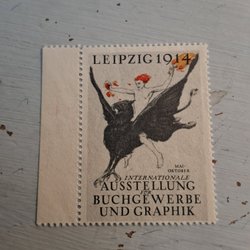 LEIPZIG 1914
MAI-
OKTOBER
INTERNATIONALE
AUSSTELLUNG
FÜR
BUCHGEWERBE
UND GRAPHIK